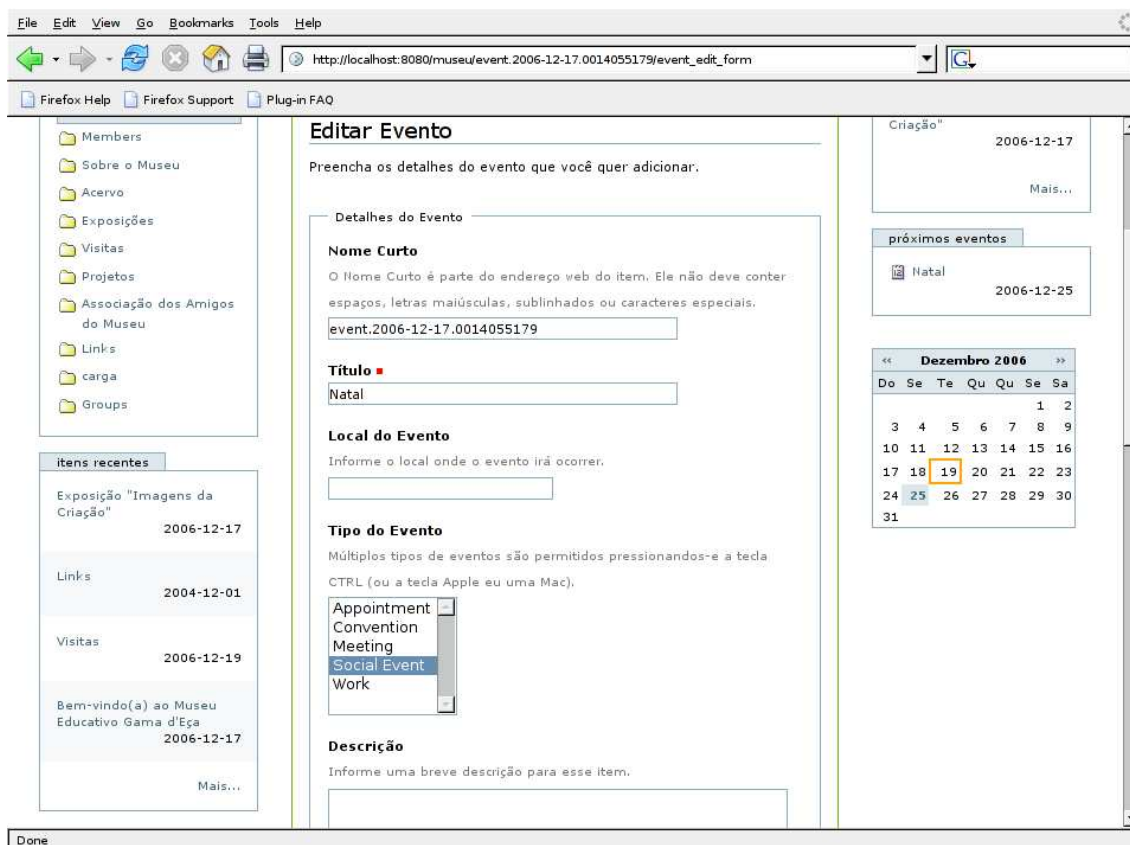 File Edit View Go Bookmarks Tools Help
http://localhost:8080/museu/event.2006-12-17.0014055179/event_edit_form
G
Firefox Help Firefox Support Plug-in FAQ
Members
Sobre o Museu
Acervo
Exposições
Visitas
Projetos
Associação dos Amigos
do Museu
Links
carga
Groups
itens recentes
Exposição "Imagens da
Criação"
2006-12-17
Links
2004-12-01
Visitas
2006-12-19
Bem-vindo(a) ao Museu
Educativo Gama d'Eça
2006-12-17
Mais...
Editar Evento
Preencha os detalhes do evento que você quer adicionar.
Detalhes do Evento
Nome Curto
O Nome Curto é parte do endereço web do item. Ele não deve conter
espaços, letras maiúsculas, sublinhados ou caracteres especiais.
event.2006-12-17.0014055179
Título
Natal
Local do Evento
Informe o local onde o evento irá ocorrer.
Tipo do Evento
Múltiplos tipos de eventos são permitidos pressionandos-e a tecla
CTRL (ou a tecla Apple eu uma Mac).
Appointment
Convention
Meeting
Social Event
Work
Descrição
Informe uma breve descrição para esse item.
Criação"
2006-12-17
Mais...
próximos eventos
Natal
2006-12-25
‹‹ Dezembro 2006 ››
Do Se Te Qu Qu Se Sa
1 2
3 4 5 6 7 8 9
10 11 12 13 14 15 16
17 18 19 20 21 22 23
24 25 26 27 28 29 30
31
Done